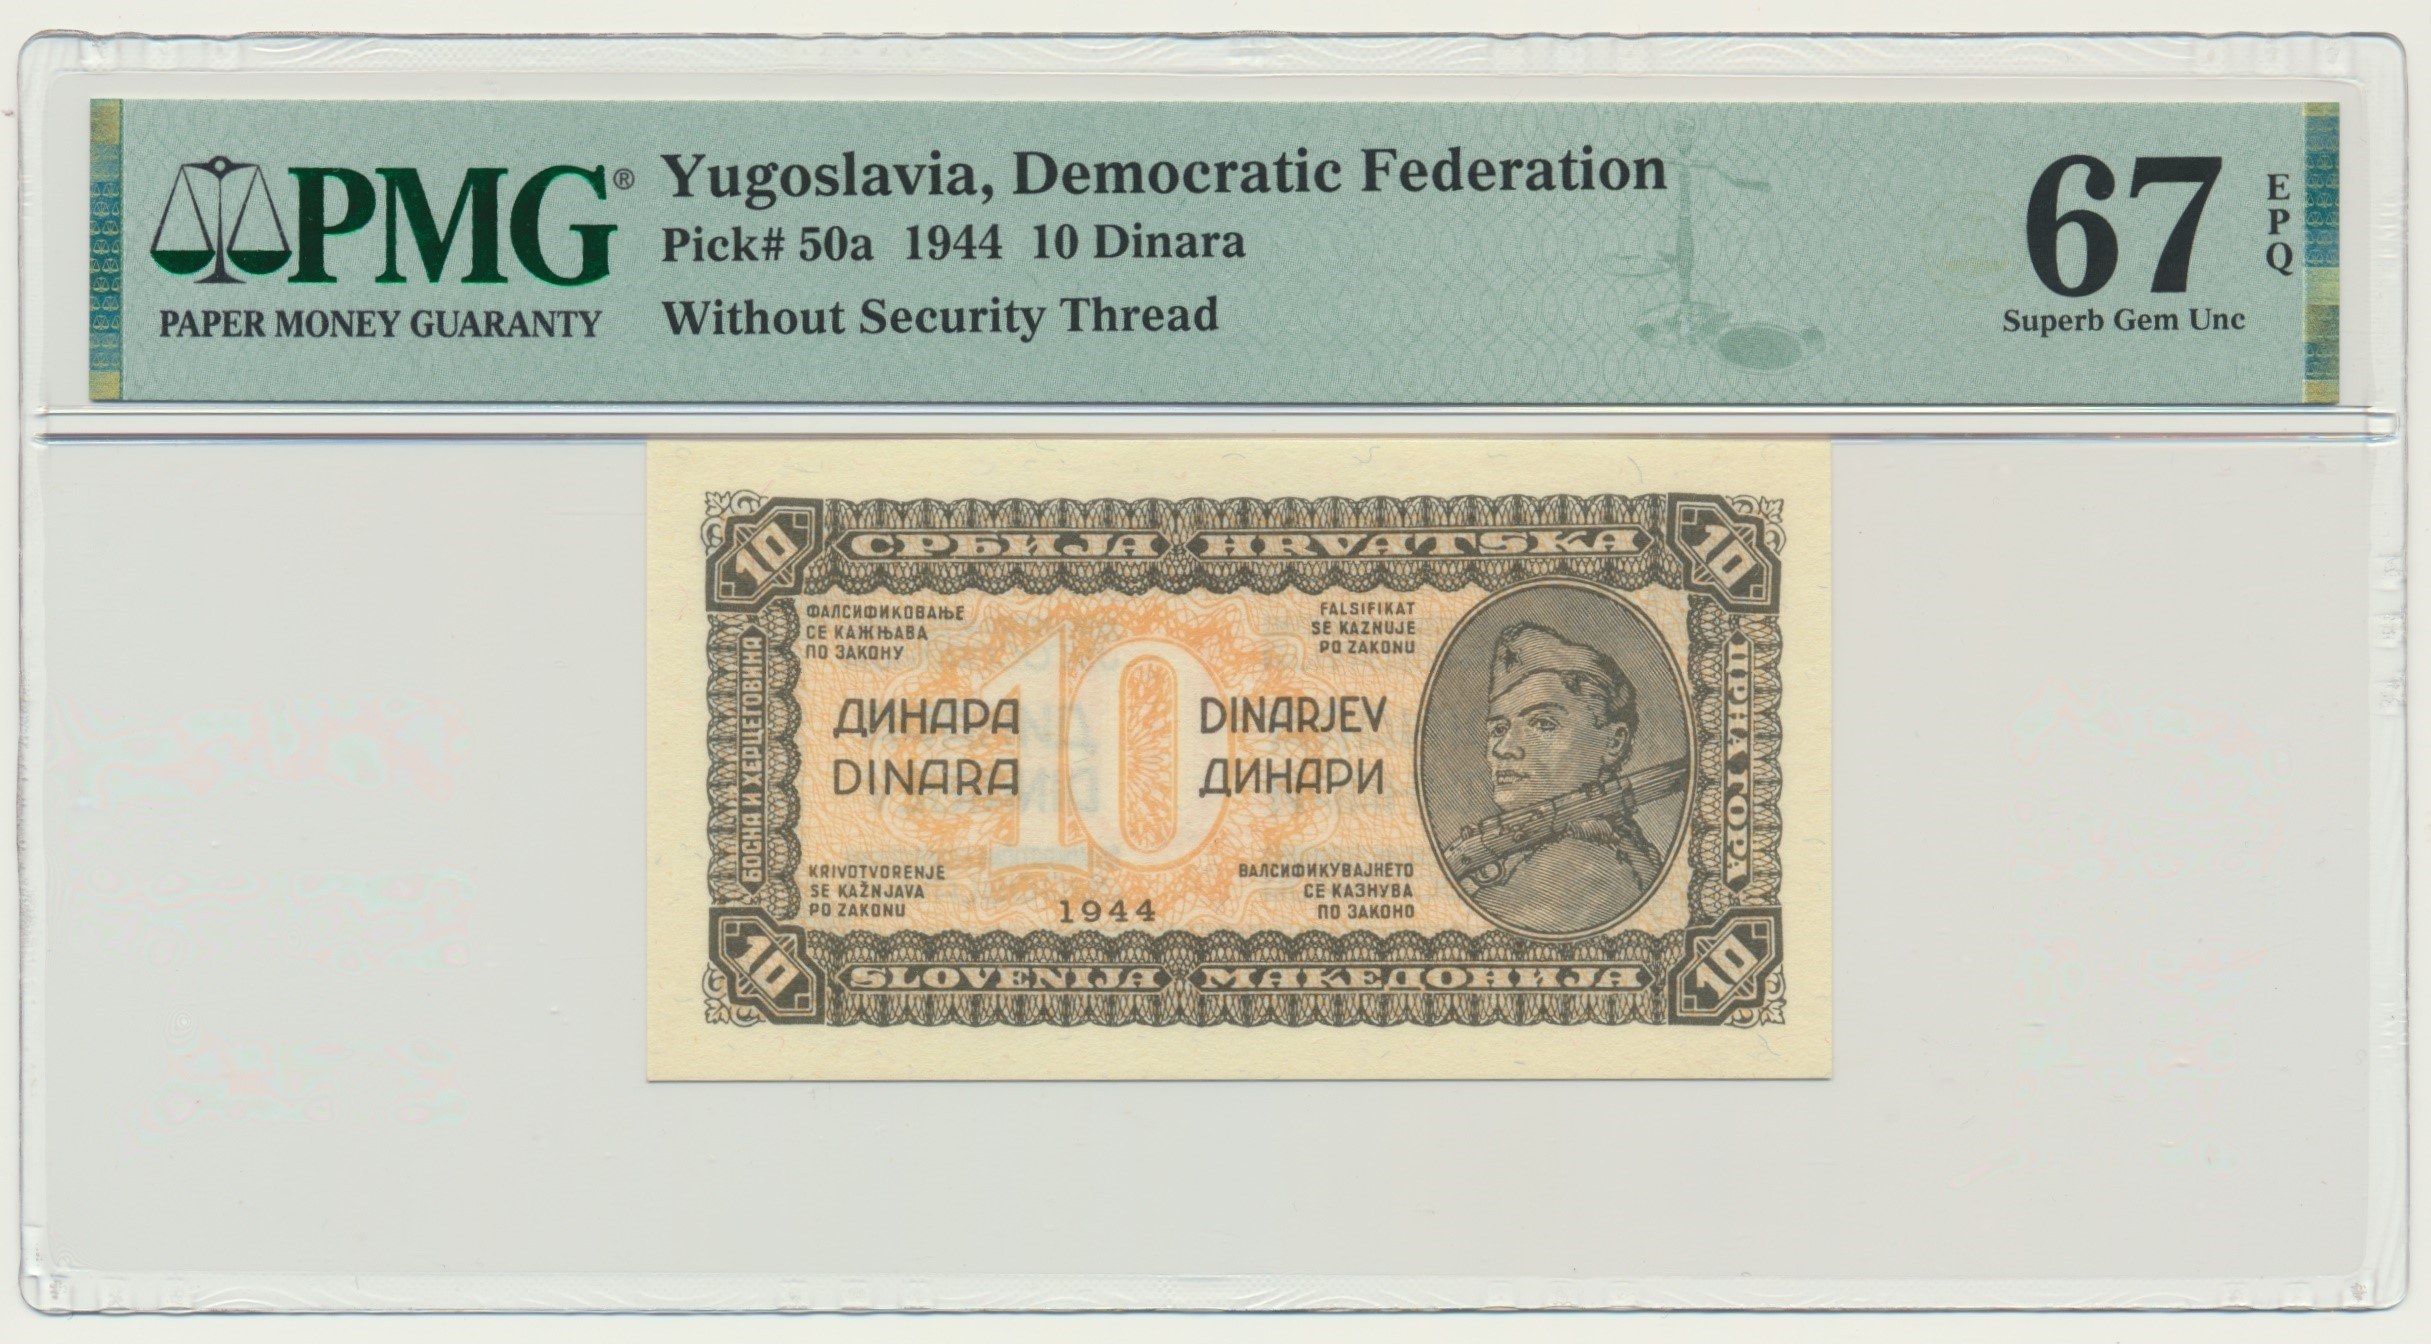 PMG®
PAPER MONEY GUARANTY
Yugoslavia, Democratic Federation
Pick# 50a 1944 10 Dinara
Without Security Thread
67
EPQ
Superb Gem Unc
10
СРБИЈА HRVATSKA
10
ФАЛСИФИКОВАЊЕ
СЕ КАЖЊАВА
ПО ЗАКОНУ
FALSIFIKAT
SE KAZNUJE
PO ZAKONU
БОСНА И ХЕРЦЕГОВИНА
10
ЦРНА ГОРА
ДИНАРА
DINARA
DINARJEV
ДИНАРИ
KRIVOTVORENJE
SE KAŽNJAVA
PO ZAKONU
1944
ВАЛСИФИКУВАЈНЕТО
СЕ КАЗНУВА
ПО ЗАКОНО
10
SLOVENIJA МАКЕДОНИЈА
10